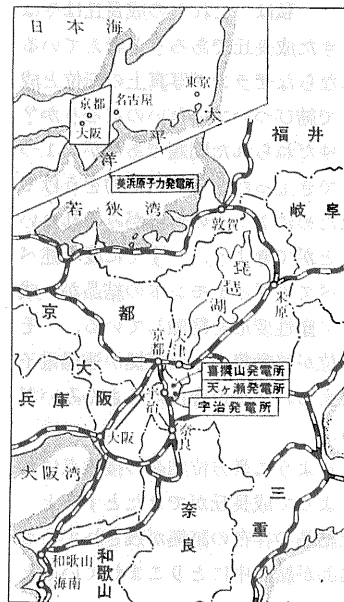 日本海
東京
京都
名古屋
大阪
太平洋
福井
美浜原子力発電所
若狭湾
敦賀
岐阜
琵琶湖
米原
京都
京都
大津
大阪
喜撰山発電所
天ヶ瀬発電所
宇治発電所
宇治
兵庫
奈良
大阪
大阪湾
奈良
三重
和歌山
和歌山
海南